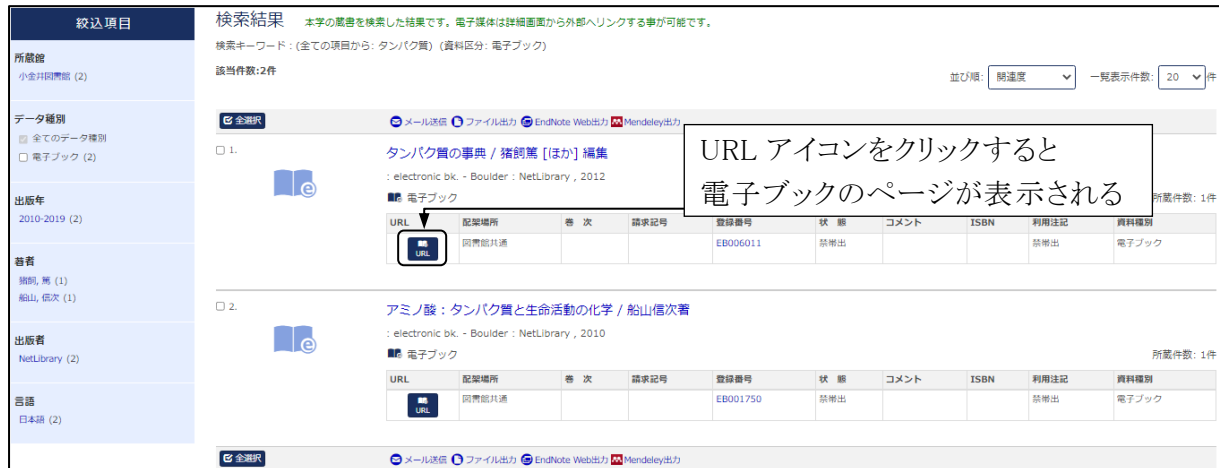 絞込項目
所蔵館
小金井図書館 (2)
データ種別
全てのデータ種別
電子ブック (2)
出版年
2010-2019 (2)
著者
猪飼, 篤 (1)
船山, 信次 (1)
出版者
NetLibrary (2)
言語
日本語 (2)
検索結果 本学の蔵書を検索した結果です。電子媒体は詳細画面から外部へリンクする事が可能です。
検索キーワード : (全ての項目から: タンパク質) (資料区分: 電子ブック)
該当件数:2件
並び順: 関連度 一覧表示件数: 20 件
全選択 メール送信 ファイル出力 EndNote Web出力 Mendeley出力
URL アイコンをクリックすると
電子ブックのページが表示される
1. タンパク質の事典 / 猪飼篤 [ほか] 編集
: electronic bk. - Boulder : NetLibrary , 2012
電子ブック 所蔵件数: 1件
URL 配架場所 巻 次 請求記号 登録番号 状 態 コメント ISBN 利用注記 資料種別
URL 図書館共通 EB006011 禁帯出 禁帯出 電子ブック
2. アミノ酸 : タンパク質と生命活動の化学 / 船山信次著
: electronic bk. - Boulder : NetLibrary , 2010
電子ブック 所蔵件数: 1件
URL 配架場所 巻 次 請求記号 登録番号 状 態 コメント ISBN 利用注記 資料種別
URL 図書館共通 EB001750 禁帯出 禁帯出 電子ブック
全選択 メール送信 ファイル出力 EndNote Web出力 Mendeley出力